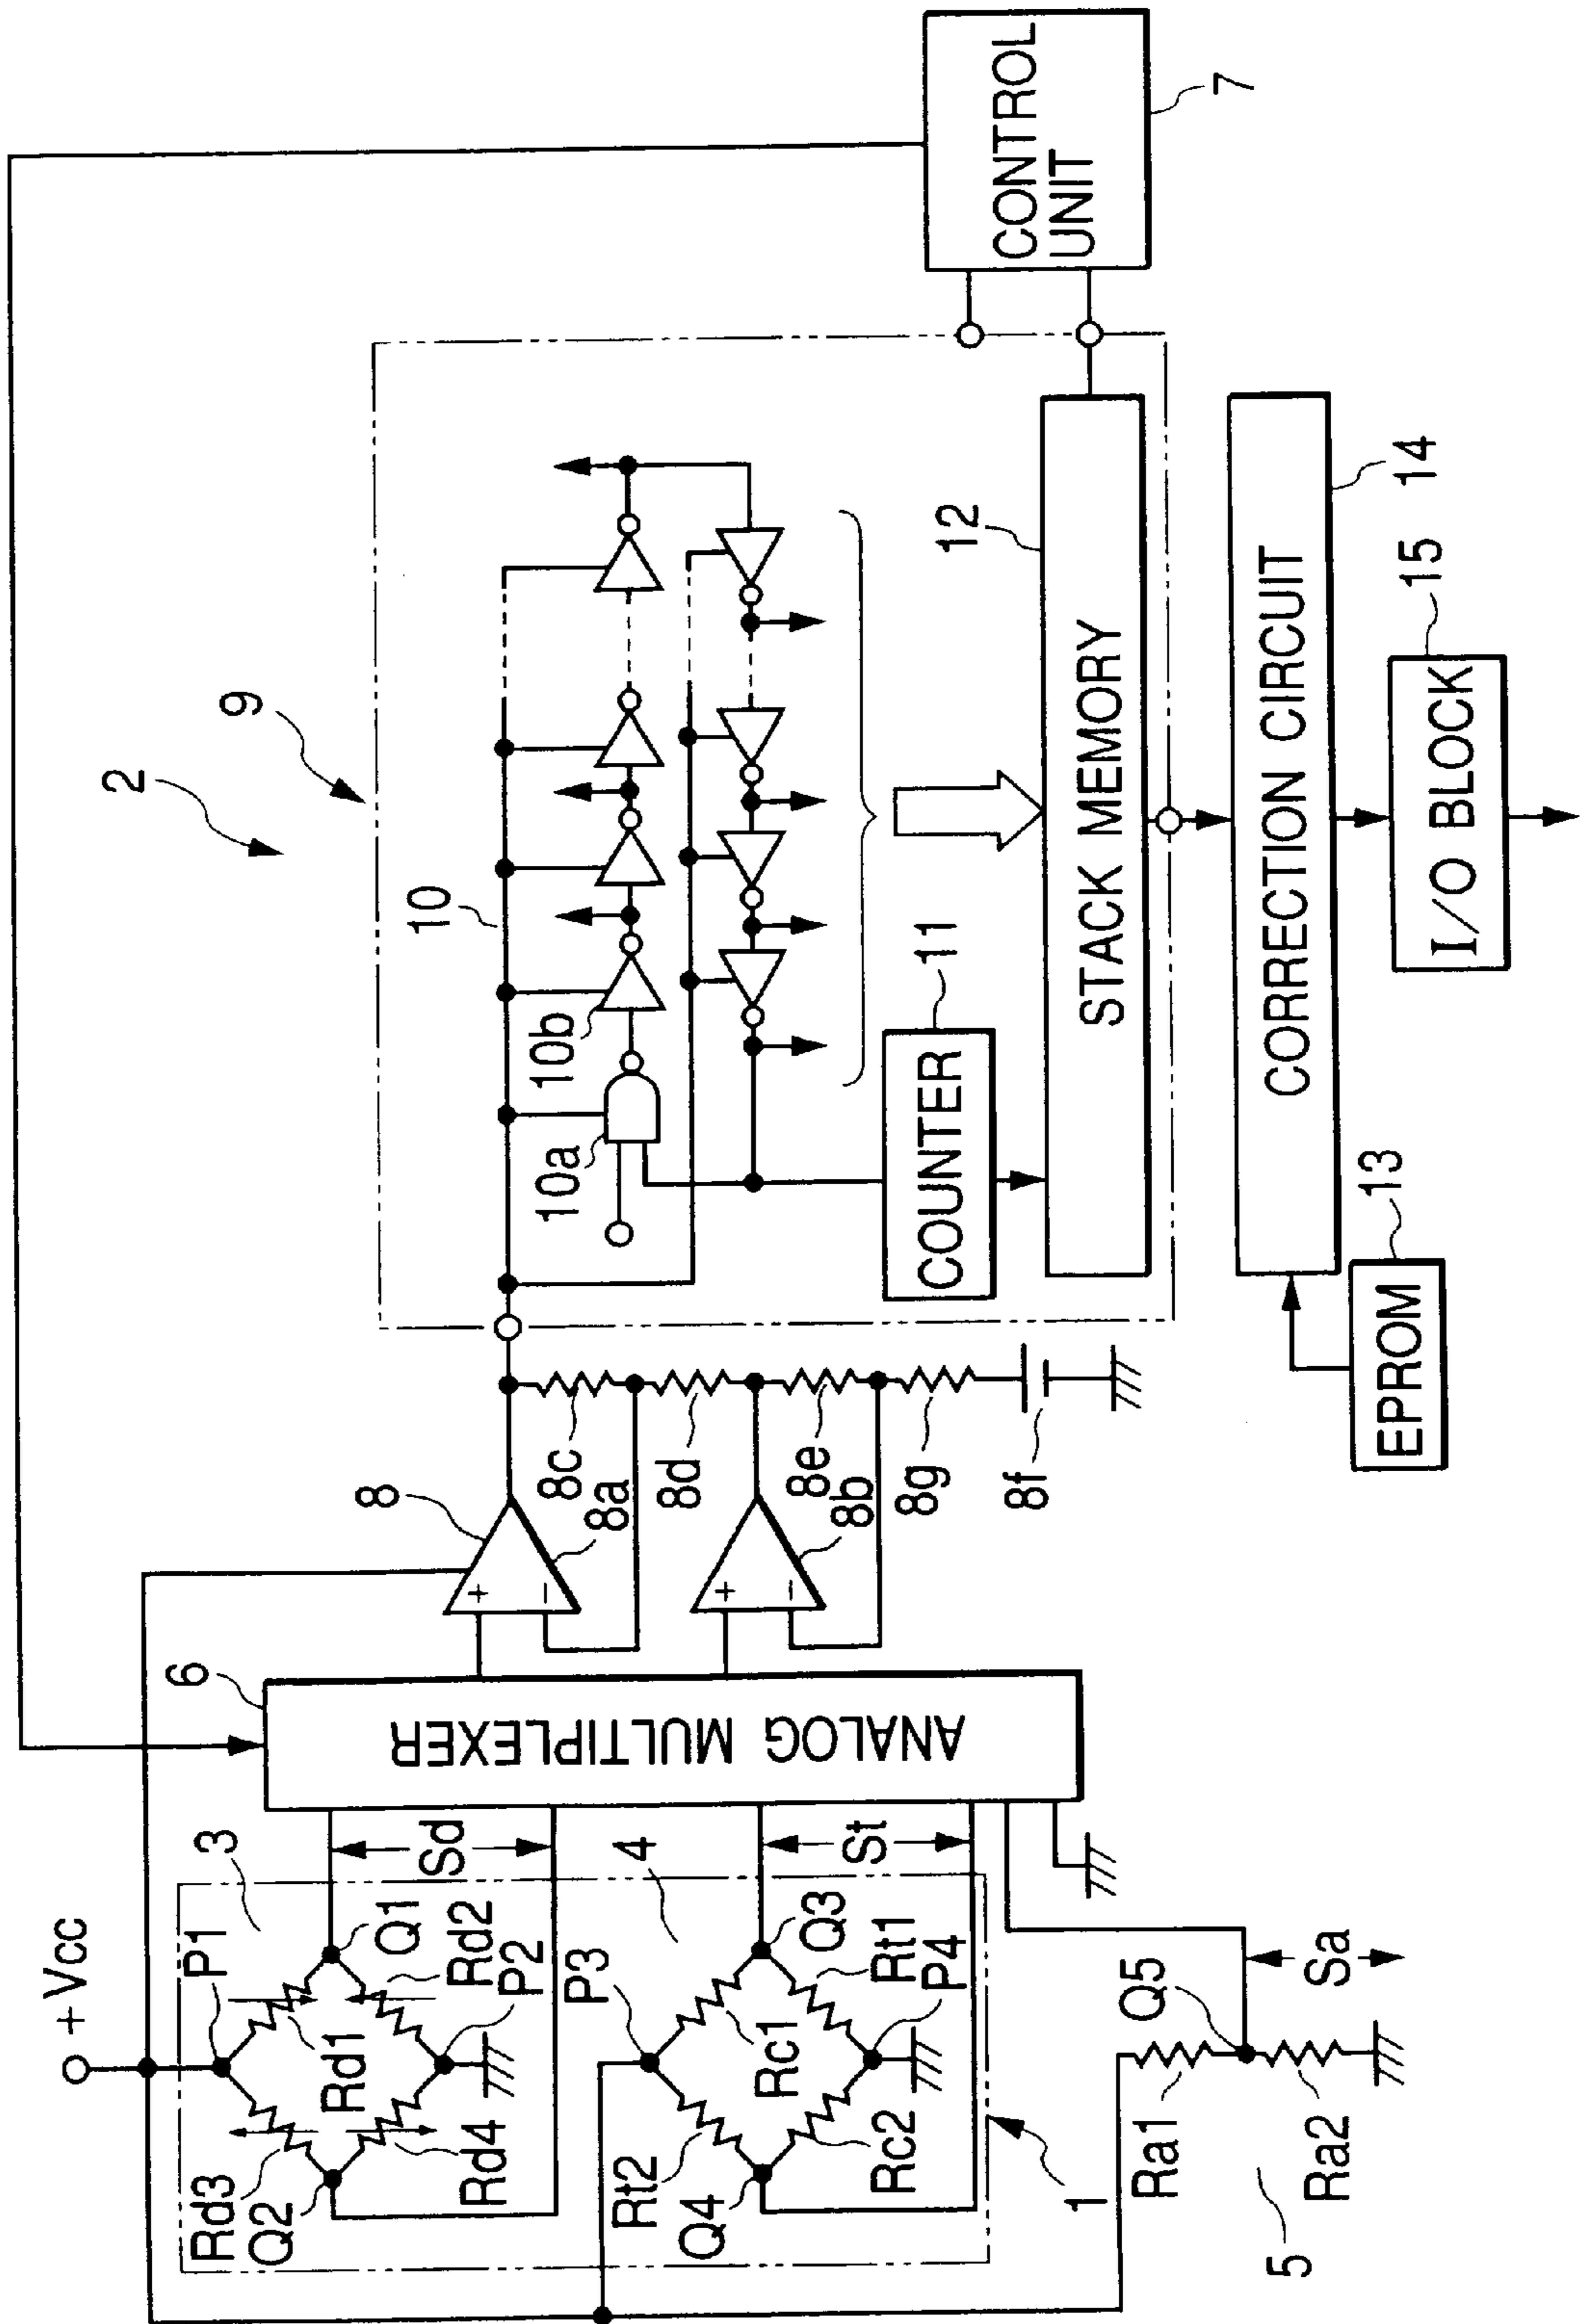 +Vcc
P1
3
Rd3
Rd1
Q1
Q2
Rd2
Rd4
P2
Sd
P3
4
Rt2
Rc1
Q3
Q4
Rc2
Rt1
P4
St
1
Ra1
Q5
Sa
Ra2
5
6
ANALOG MULTIPLEXER
8
+
−
8a
8c
8d
+
−
8b
8e
8g
8f
2
9
10
10a
10b
COUNTER
11
12
STACK MEMORY
CONTROL
UNIT
7
CORRECTION CIRCUIT
14
EPROM
13
I/O BLOCK
15